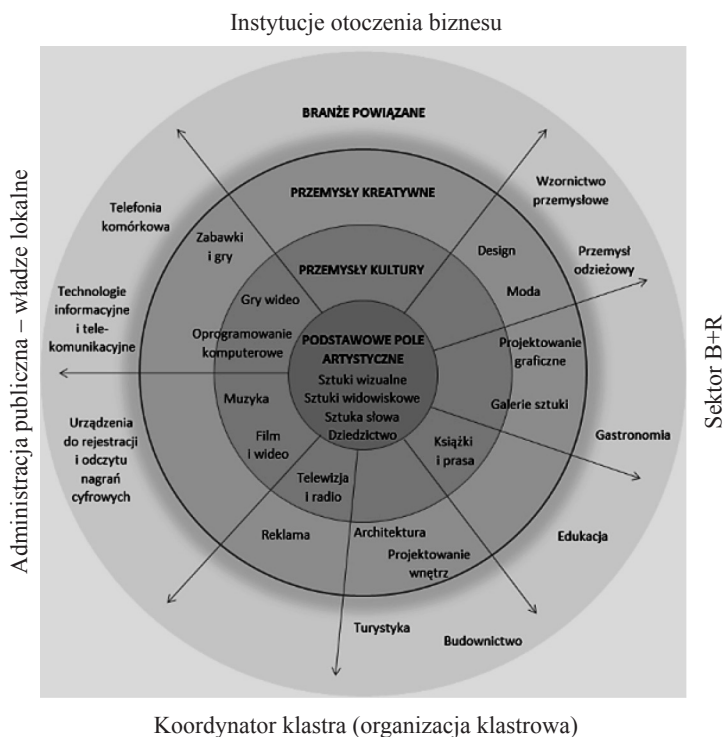 Instytucje otoczenia biznesu
BRANŻE POWIĄZANE
PRZEMYSŁY KREATYWNE
PRZEMYSŁY KULTURY
PODSTAWOWE POLE
ARTYSTYCZNE
Sztuki wizualne
Sztuki widowiskowe
Sztuka słowa
Dziedzictwo
Telefonia
komórkowa
Zabawki
i gry
Gry wideo
Oprogramowanie
komputerowe
Technologie
informacyjne
i tele-
komunikacyjne
Muzyka
Film
i wideo
Telewizja
i radio
Urządzenia
do rejestracji
i odczytu
nagrań
cyfrowych
Reklama
Architektura
Projektowanie
wnętrz
Turystyka
Budownictwo
Książki
i prasa
Edukacja
Gastronomia
Galerie sztuki
Projektowanie
graficzne
Moda
Design
Przemysł
odzieżowy
Wzornictwo
przemysłowe
Administracja publiczna – władze lokalne
Sektor B+R
Koordynator klastra (organizacja klastrowa)